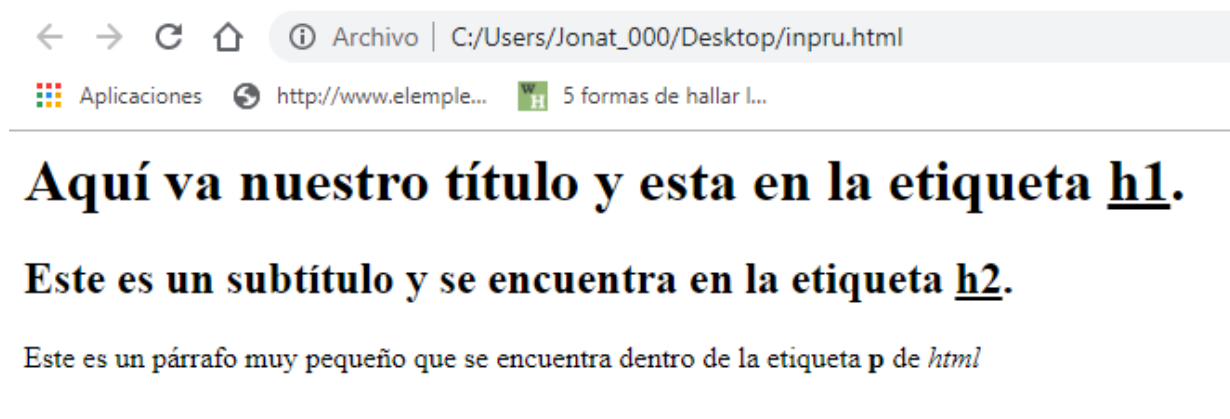 Archivo | C:/Users/Jonat_000/Desktop/inpru.html
Aplicaciones http://www.elemple... WH 5 formas de hallar l...
Aquí va nuestro título y esta en la etiqueta h1.
Este es un subtítulo y se encuentra en la etiqueta h2.
Este es un párrafo muy pequeño que se encuentra dentro de la etiqueta p de html